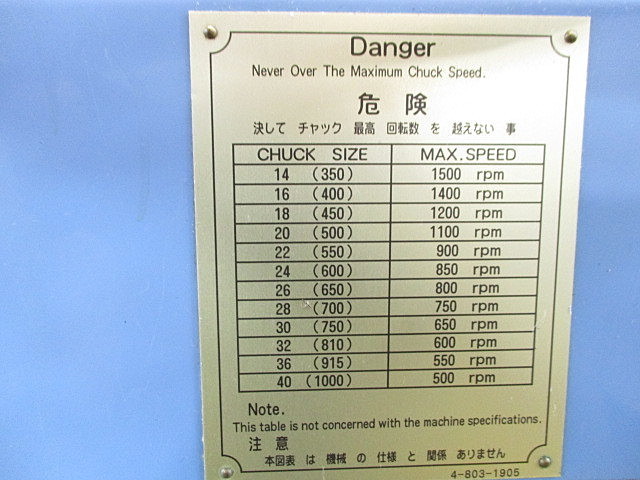 Danger
Never Over The Maximum Chuck Speed.
危 険
決して チャック 最高 回転数 を 越えない 事
CHUCK SIZE MAX.SPEED
14 (350) 1500 rpm
16 (400) 1400 rpm
18 (450) 1200 rpm
20 (500) 1100 rpm
22 (550) 900 rpm
24 (600) 850 rpm
26 (650) 800 rpm
28 (700) 750 rpm
30 (750) 650 rpm
32 (810) 600 rpm
36 (915) 550 rpm
40 (1000) 500 rpm
Note.
This table is not concerned with the machine specifications.
注 意
本図表 は 機械 の 仕様 と 関係 ありません
4-803-1905